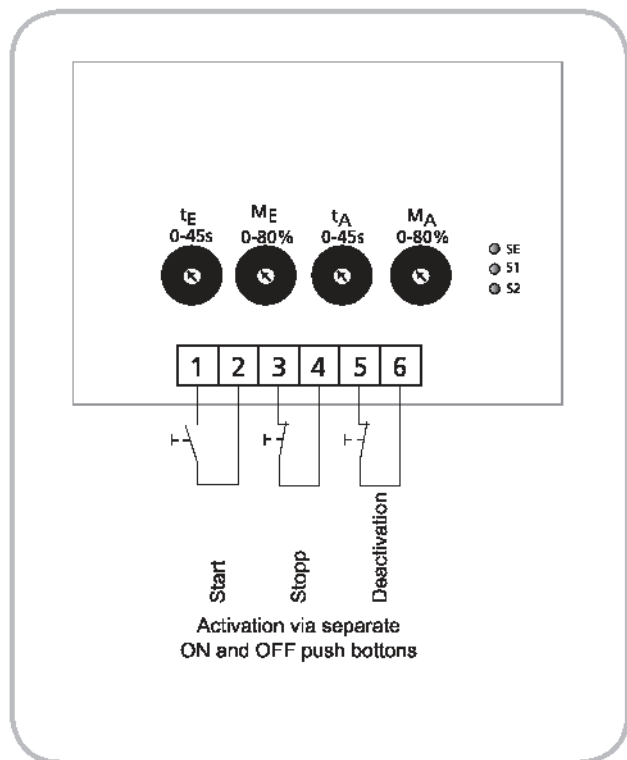 tE ME tA MA
0-45s 0-80% 0-45s 0-80%
SE
S1
S2
1 2 3 4 5 6
Start
Stopp
Deactivation
Activation via separate
ON and OFF push bottons